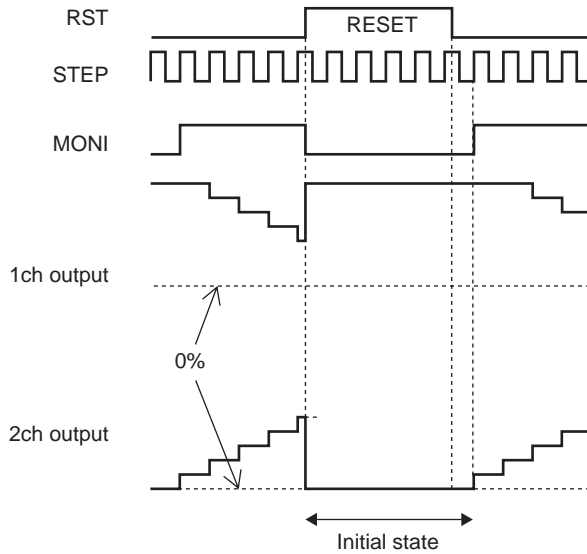 RST
RESET
STEP
MONI
1ch output
0%
2ch output
Initial state